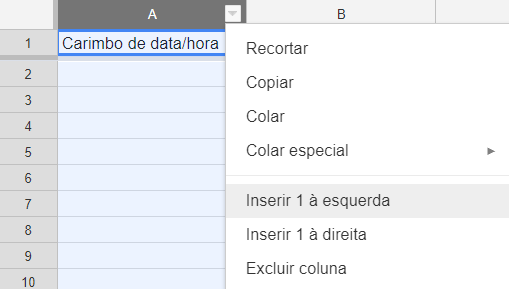 A B
1 Carimbo de data/hora
Recortar
2
Copiar
3
Colar
4
5 Colar especial
6
7 Inserir 1 à esquerda
8 Inserir 1 à direita
9 Excluir coluna
10